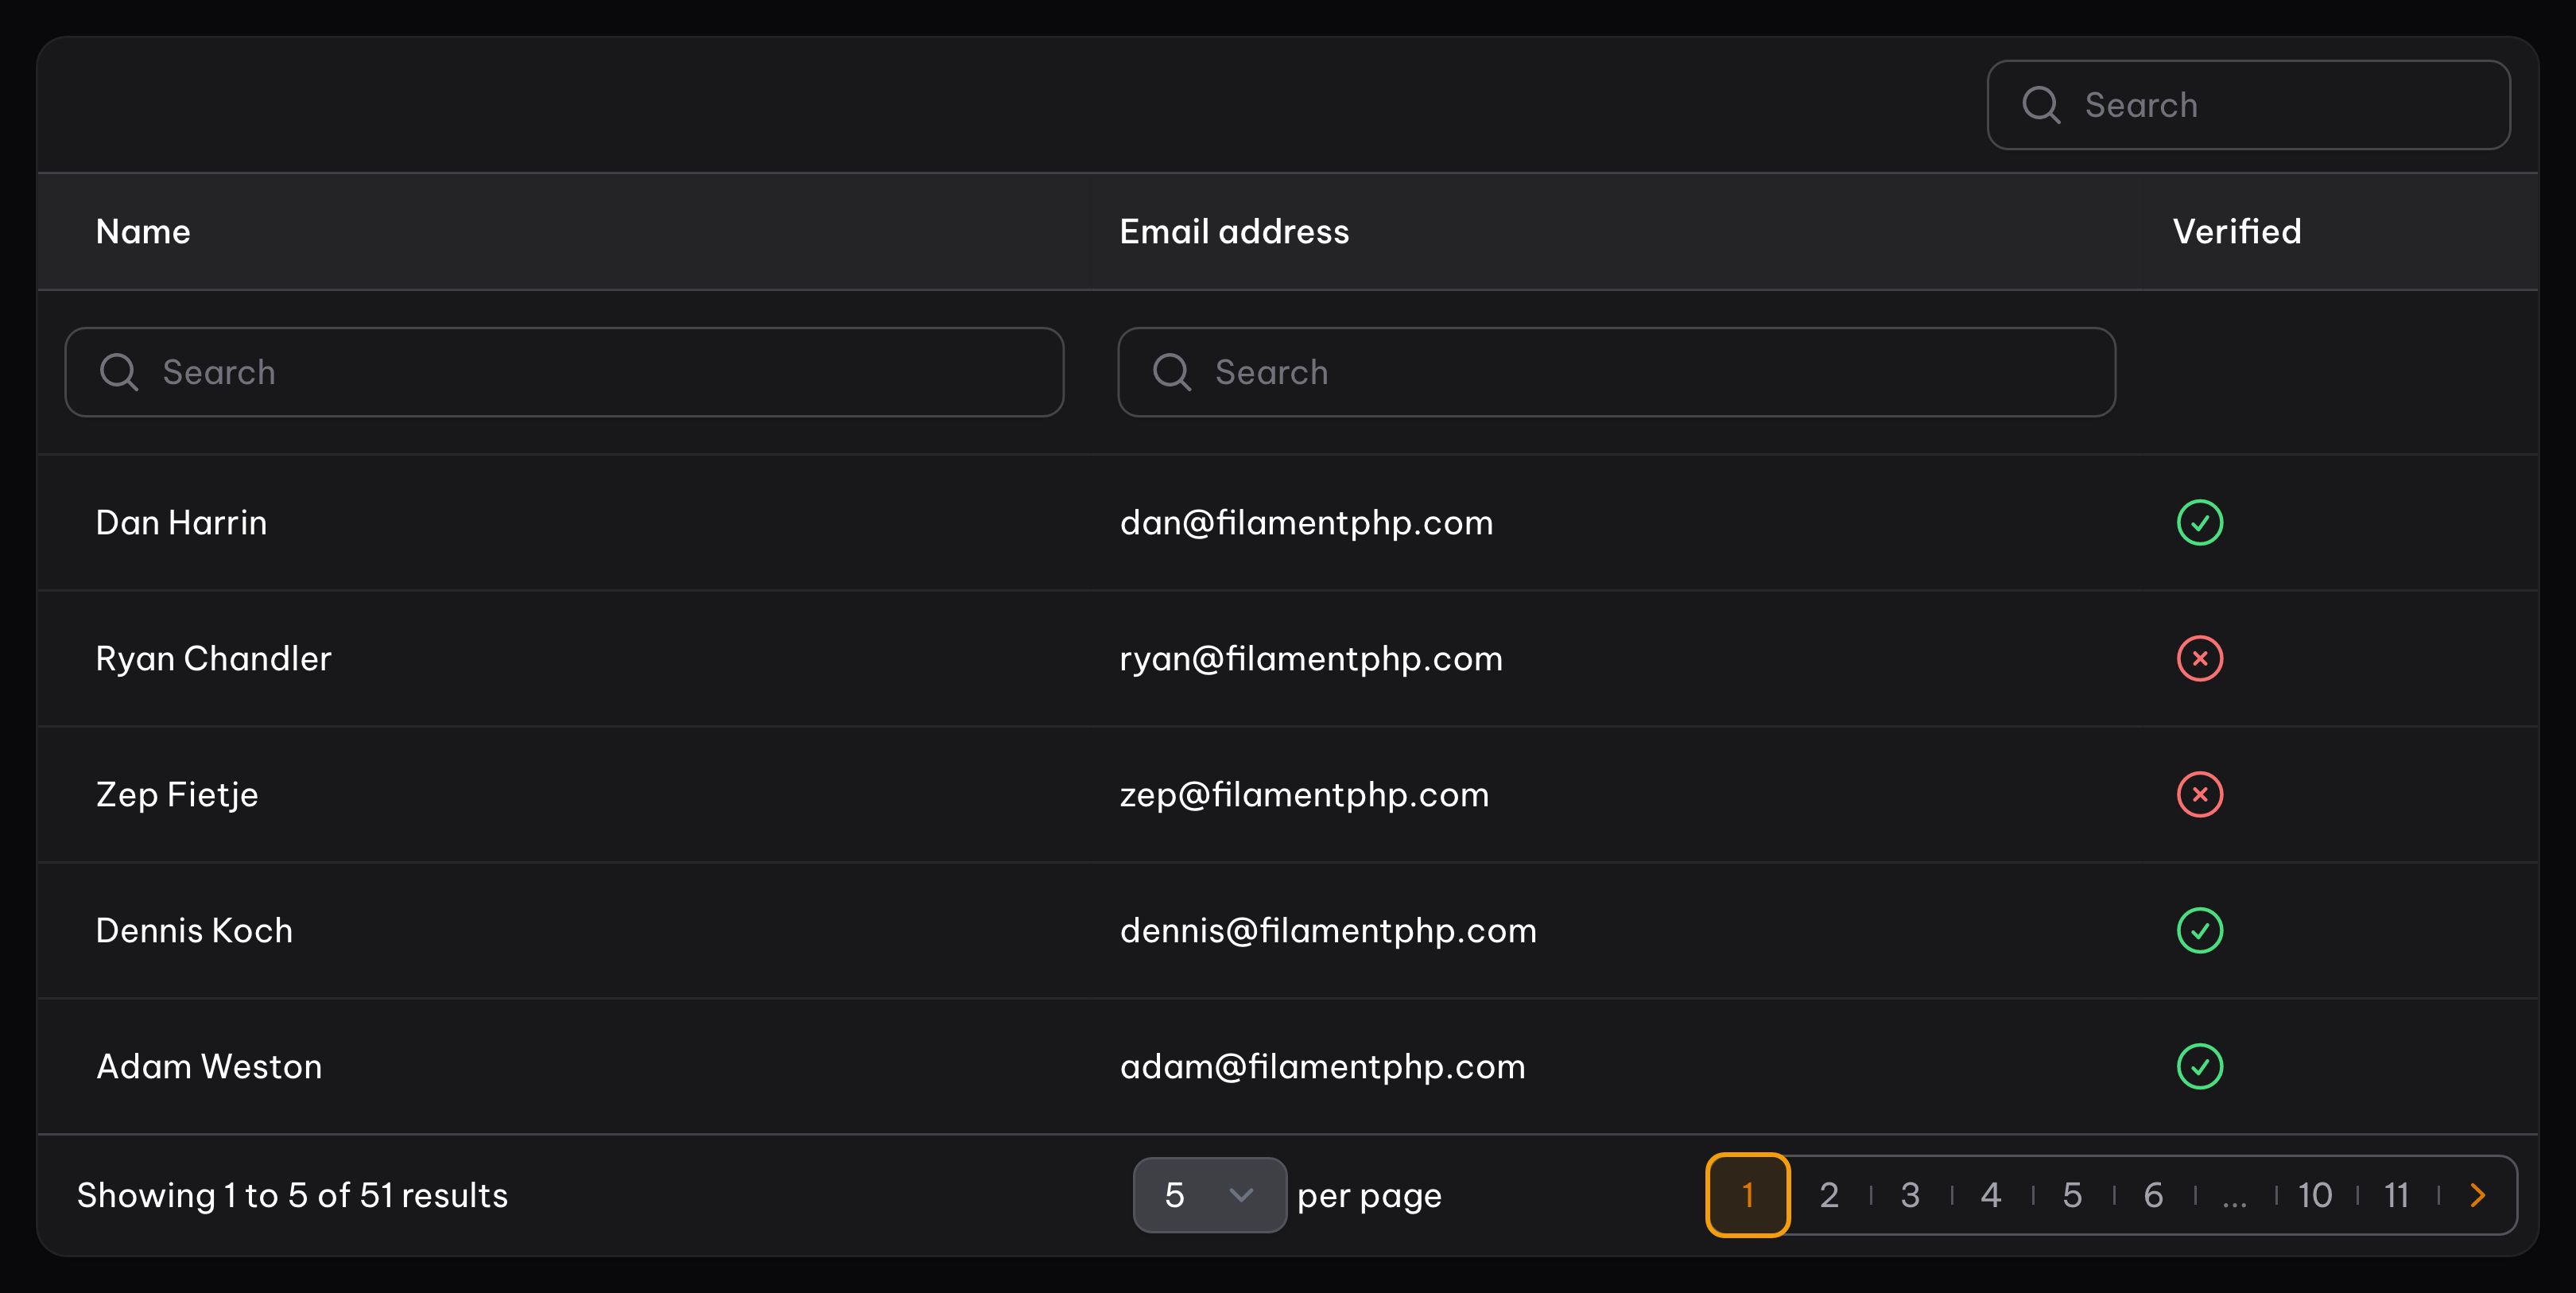 Search
Name Email address Verified
Search Search
Dan Harrin dan@filamentphp.com
Ryan Chandler ryan@filamentphp.com
Zep Fietje zep@filamentphp.com
Dennis Koch dennis@filamentphp.com
Adam Weston adam@filamentphp.com
Showing 1 to 5 of 51 results 5 per page 1 2 3 4 5 6 ... 10 11